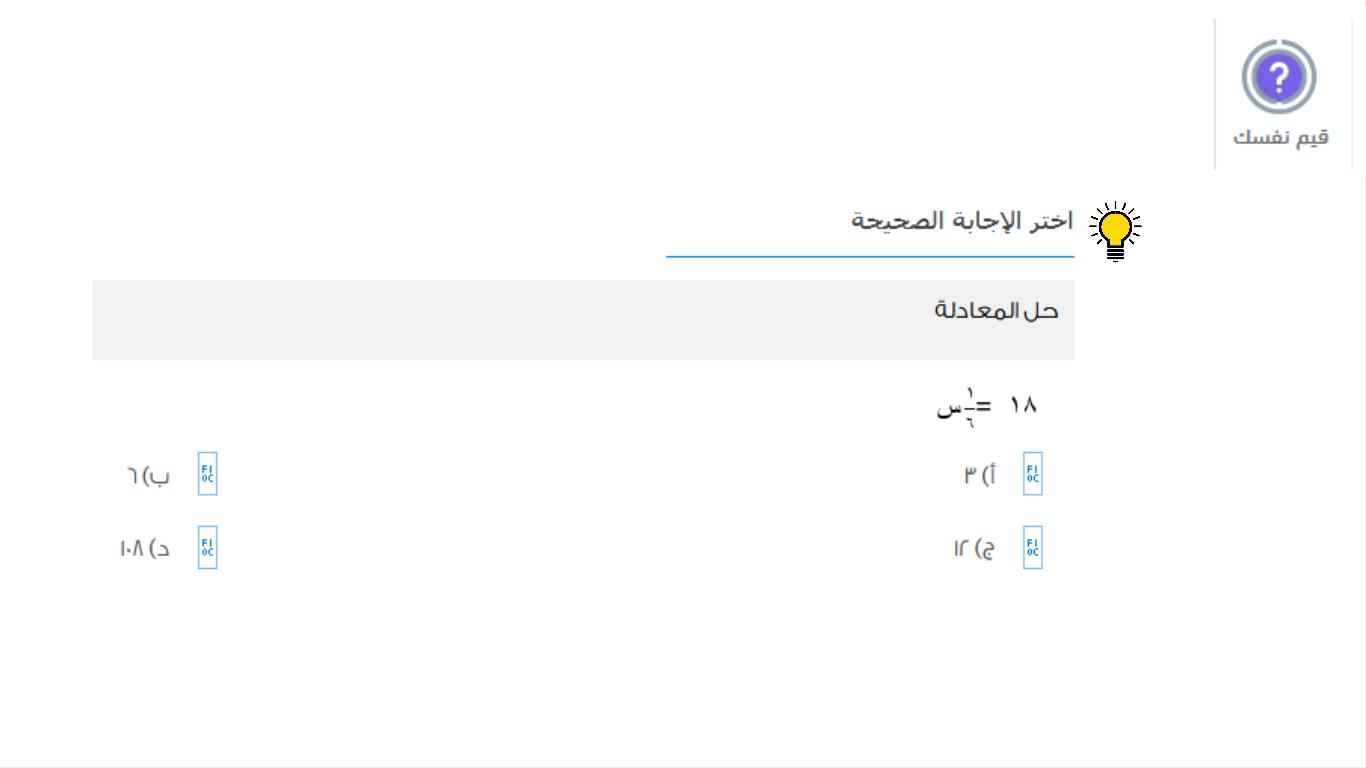 قيم نفسك
اختر الإجابة الصحيحة
حل المعادلة
١٨ = ١/٦ س
أ) ٣
ب) ٦
ج) ١٢
د) ١٠٨